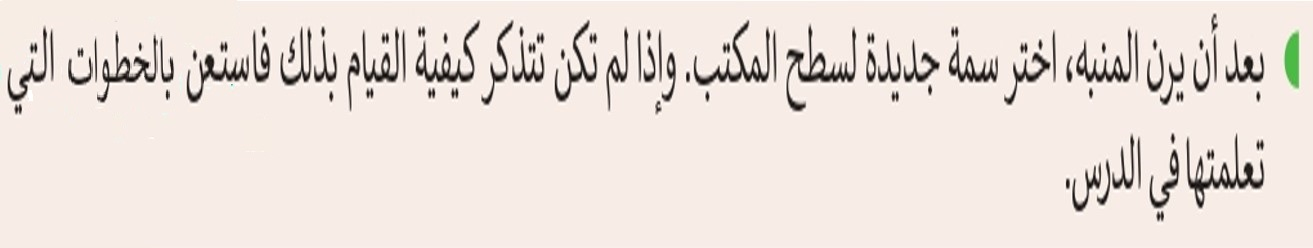 بعد أن يرن المنبه، اختر سمة جديدة لسطح المكتب. وإذا لم تكن تتذكر كيفية القيام بذلك فاستعن بالخطوات التي
تعلمتها في الدرس.